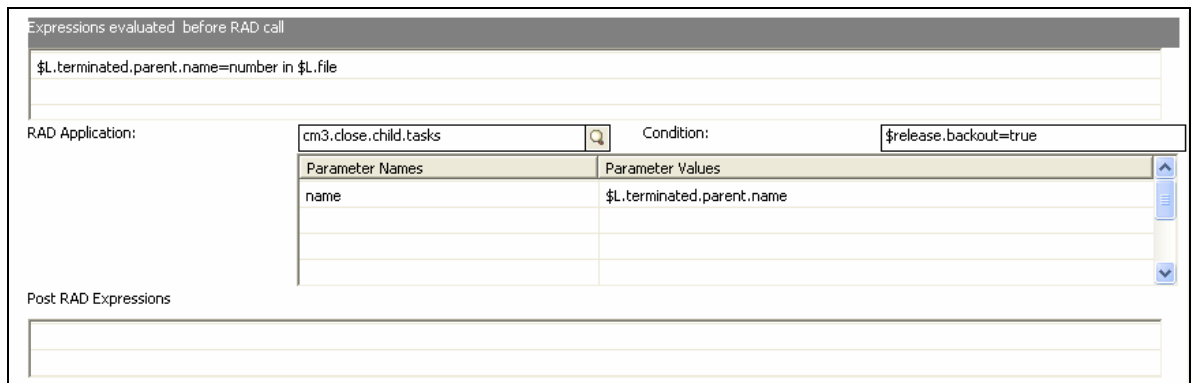 Expressions evaluated before RAD call
$L.terminated.parent.name=number in $L.file
RAD Application: cm3.close.child.tasks Condition: $release.backout=true
Parameter Names Parameter Values
name $L.terminated.parent.name
Post RAD Expressions